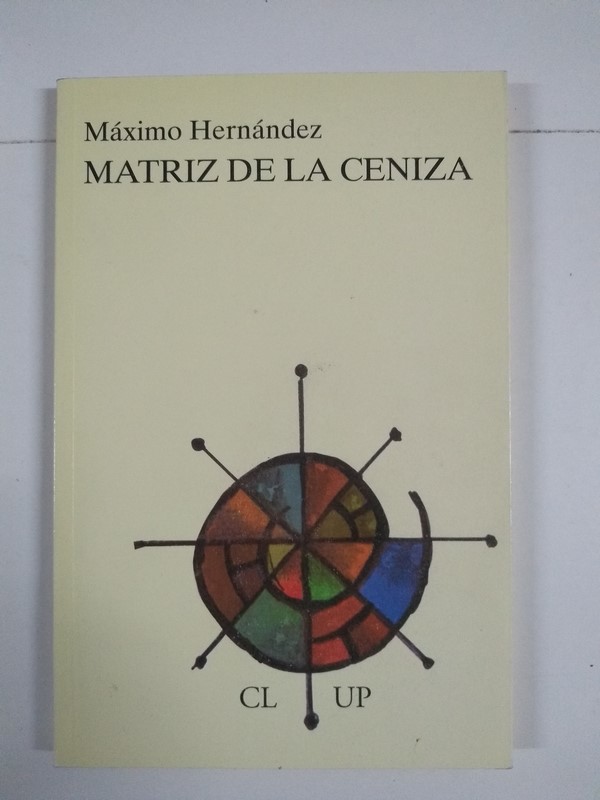 Máximo Hernández
MATRIZ DE LA CENIZA
CL UP